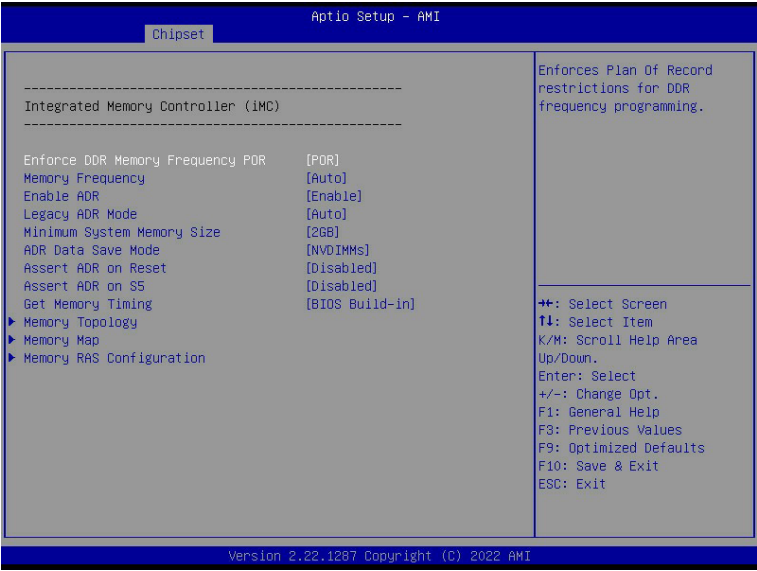 Aptio Setup - AMI
Chipset
--------------------------------------------------
Integrated Memory Controller (iMC)
--------------------------------------------------
Enforce DDR Memory Frequency POR [POR]
Memory Frequency [Auto]
Enable ADR [Enable]
Legacy ADR Mode [Auto]
Minimum System Memory Size [2GB]
ADR Data Save Mode [NVDIMMs]
Assert ADR on Reset [Disabled]
Assert ADR on S5 [Disabled]
Get Memory Timing [BIOS Build-in]
Memory Topology
Memory Map
Memory RAS Configuration
Enforces Plan Of Record
restrictions for DDR
frequency programming.
→←: Select Screen
↑↓: Select Item
K/M: Scroll Help Area
Up/Down.
Enter: Select
+/-: Change Opt.
F1: General Help
F3: Previous Values
F9: Optimized Defaults
F10: Save & Exit
ESC: Exit
Version 2.22.1287 Copyright (C) 2022 AMI